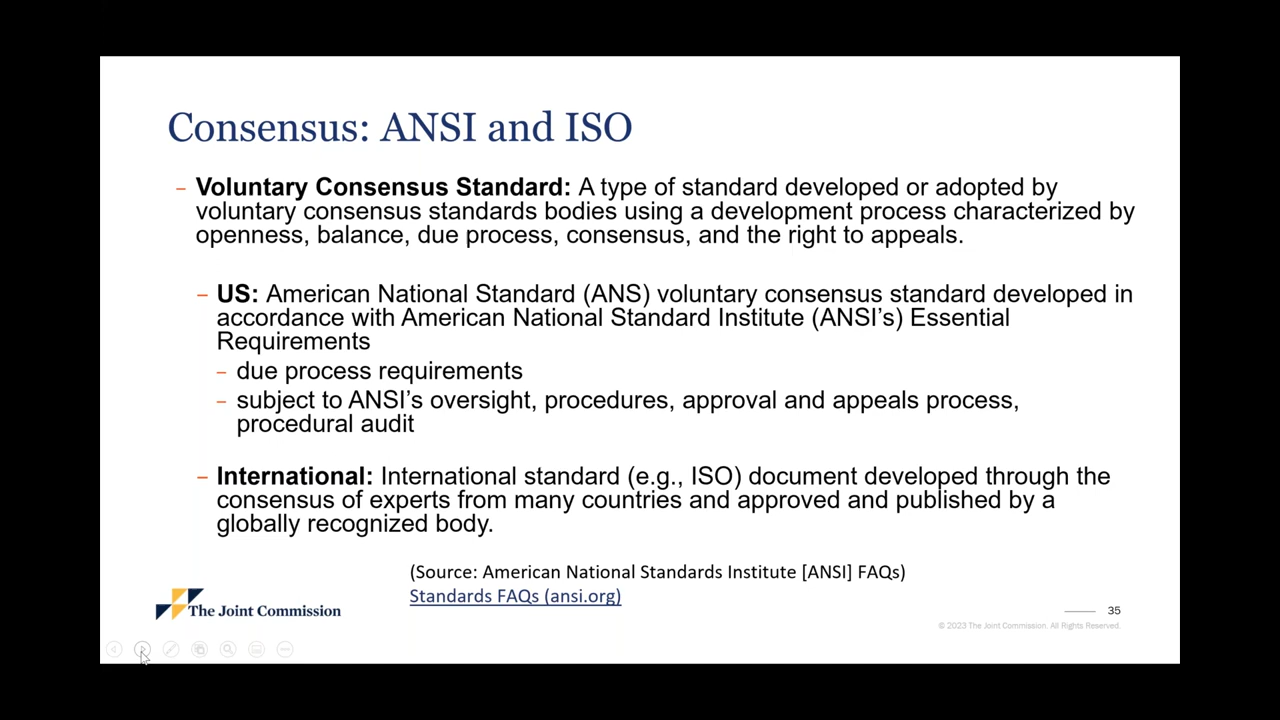 Consensus: ANSI and ISO
– Voluntary Consensus Standard: A type of standard developed or adopted by
voluntary consensus standards bodies using a development process characterized by
openness, balance, due process, consensus, and the right to appeals.
– US: American National Standard (ANS) voluntary consensus standard developed in
accordance with American National Standard Institute (ANSI’s) Essential
Requirements
– due process requirements
– subject to ANSI’s oversight, procedures, approval and appeals process,
procedural audit
– International: International standard (e.g., ISO) document developed through the
consensus of experts from many countries and approved and published by a
globally recognized body.
(Source: American National Standards Institute [ANSI] FAQs)
Standards FAQs (ansi.org)
The Joint Commission
35
© 2023 The Joint Commission. All Rights Reserved.